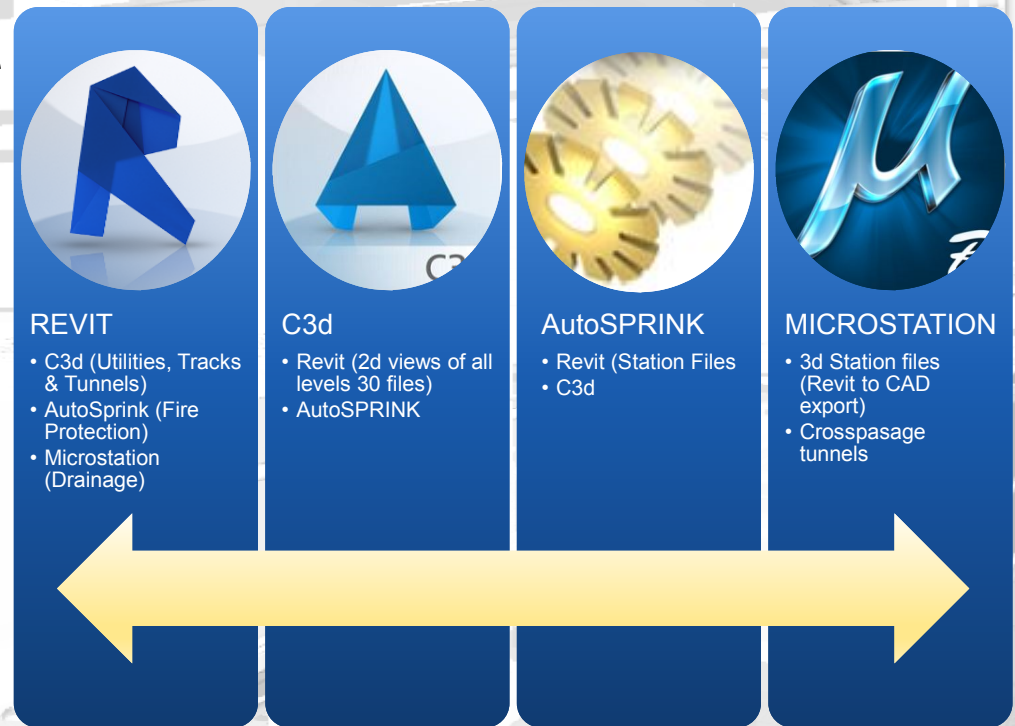 C3
REVIT
• C3d (Utilities, Tracks
& Tunnels)
• AutoSprink (Fire
Protection)
• Microstation
(Drainage)
C3d
• Revit (2d views of all
levels 30 files)
• AutoSPRINK
AutoSPRINK
• Revit (Station Files
• C3d
µ
MICROSTATION
• 3d Station files
(Revit to CAD
export)
• Crosspasage
tunnels